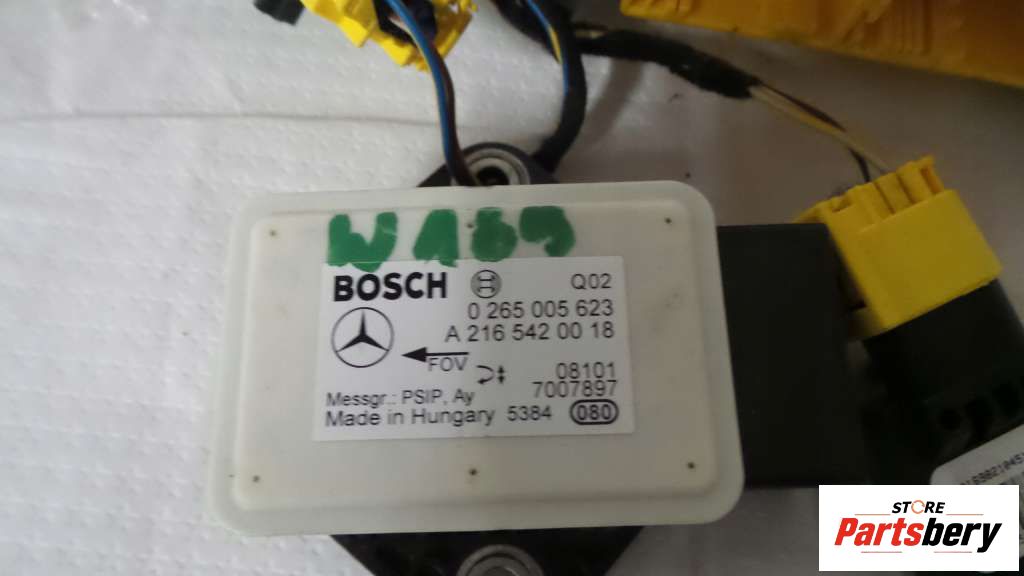 W169
BOSCH
Q02
0 265 005 623
A 216 542 00 18
FOV
08101
7007897
Messgr.: PSIP, Ay
Made in Hungary 5384 080
STORE
Partsbery